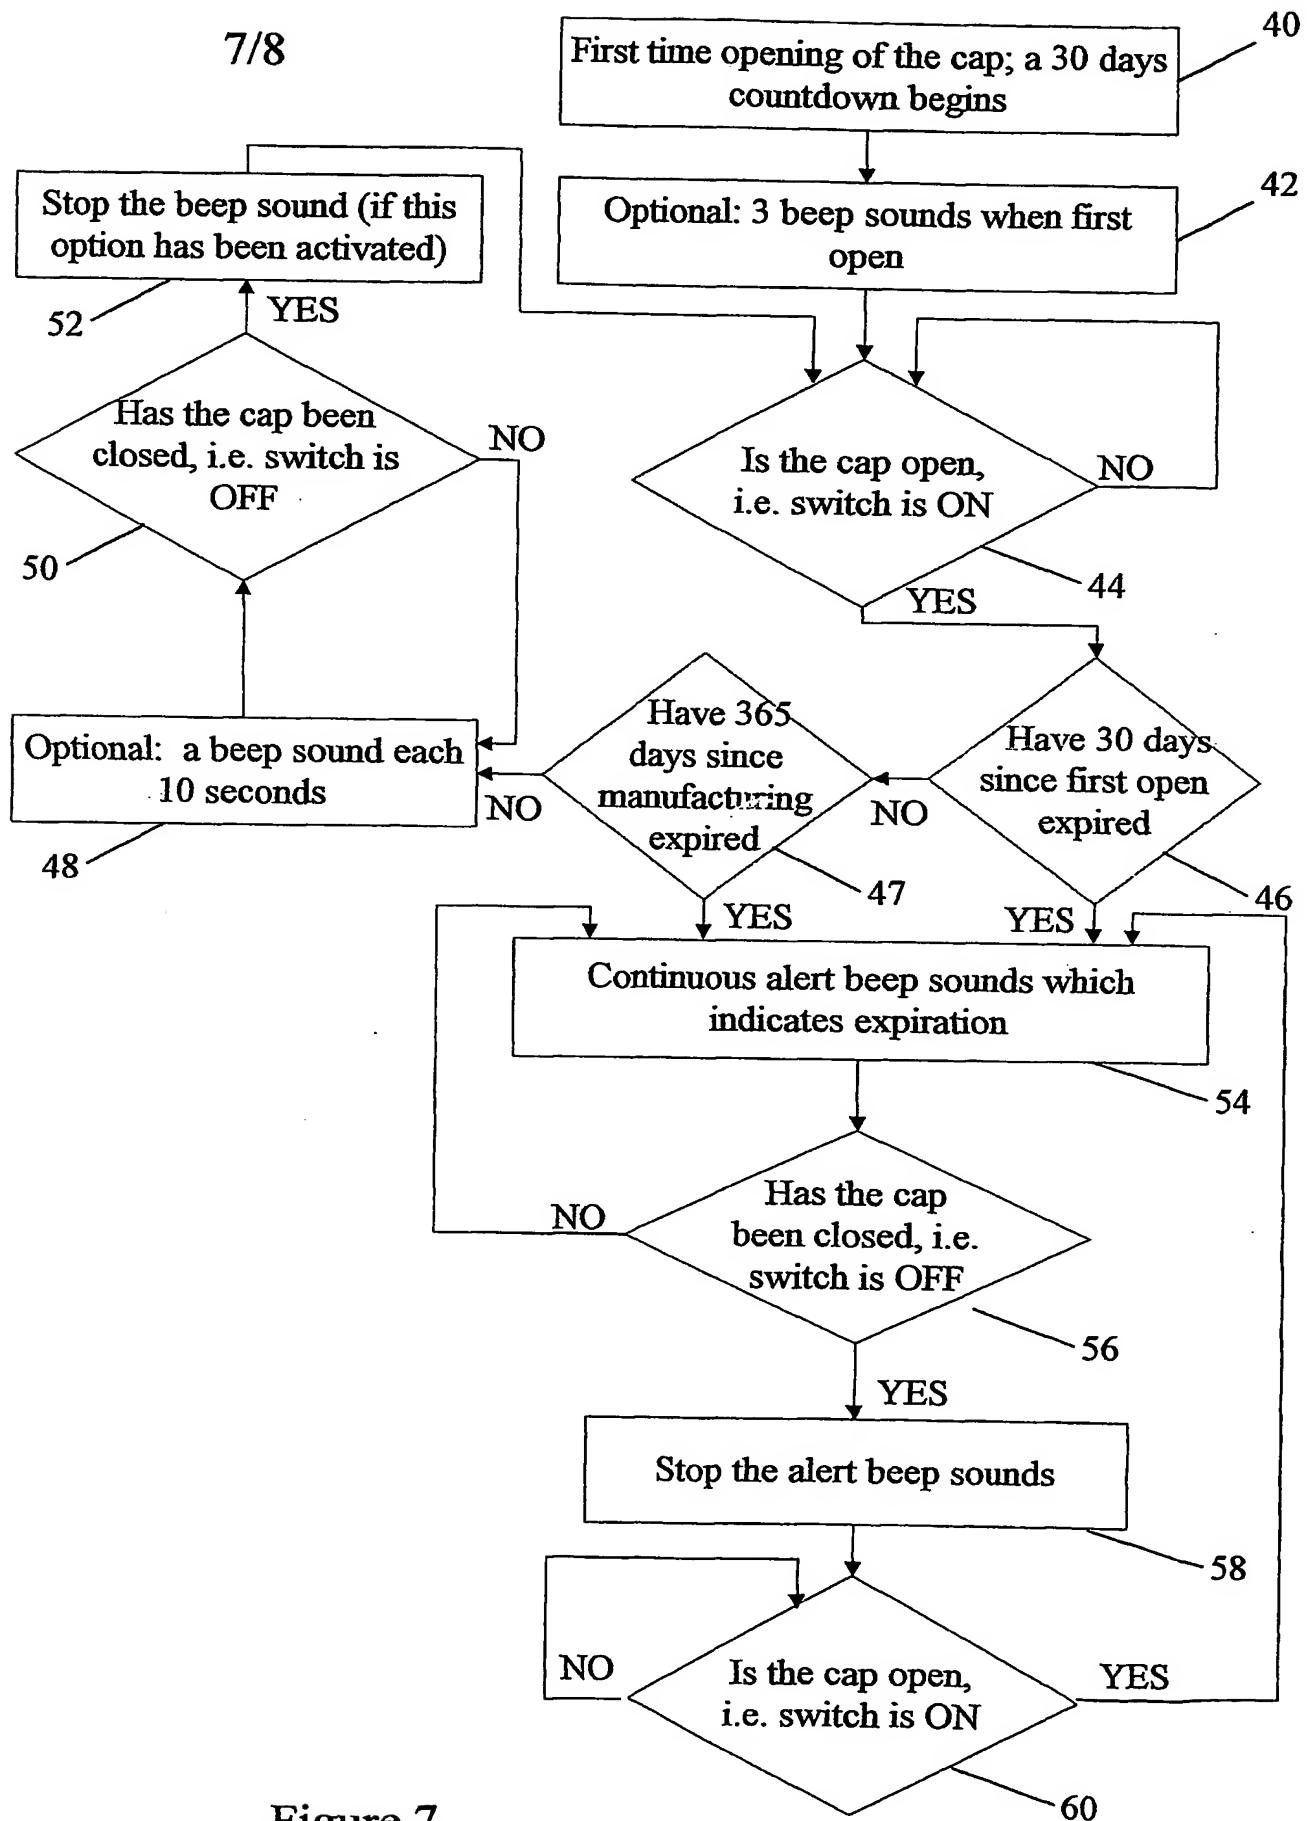 7/8
First time opening of the cap; a 30 days
countdown begins
40
Optional: 3 beep sounds when first
open
42
Stop the beep sound (if this
option has been activated)
52
YES
Has the cap been
closed, i.e. switch is
OFF
NO
50
Is the cap open,
i.e. switch is ON
NO
44
YES
Optional: a beep sound each
10 seconds
48
NO
Have 365
days since
manufacturing
expired
47
NO
YES
Have 30 days
since first open
expired
46
YES
Continuous alert beep sounds which
indicates expiration
54
Has the cap
been closed, i.e.
switch is OFF
NO
56
YES
Stop the alert beep sounds
58
Is the cap open,
i.e. switch is ON
NO
YES
60
Figure 7